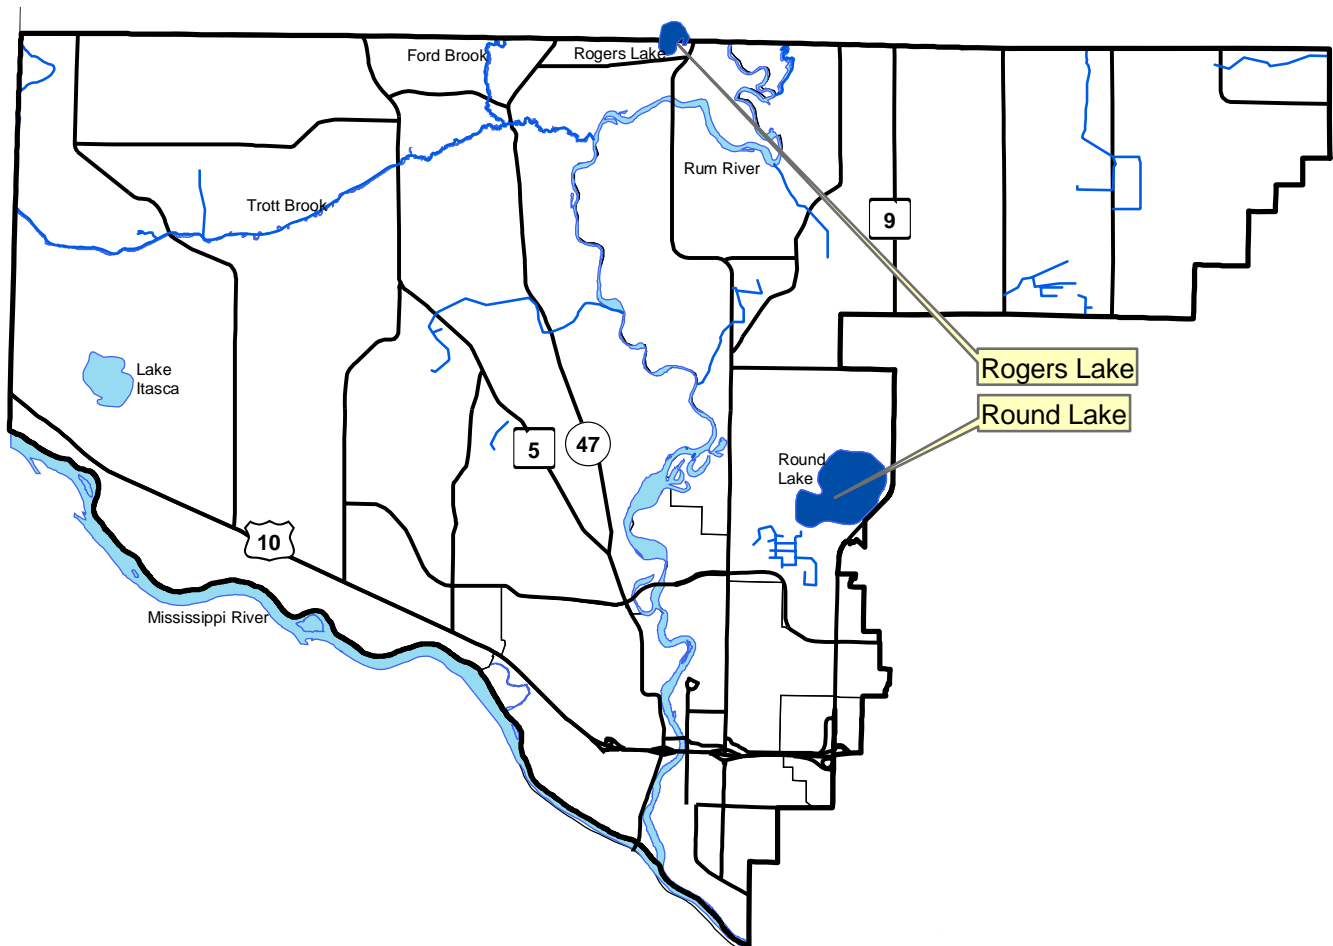 Ford Brook
Rogers Lake
Rum River
Trott Brook
9
Lake
Itasca
Rogers Lake
Round Lake
5
47
Round
Lake
10
Mississippi River